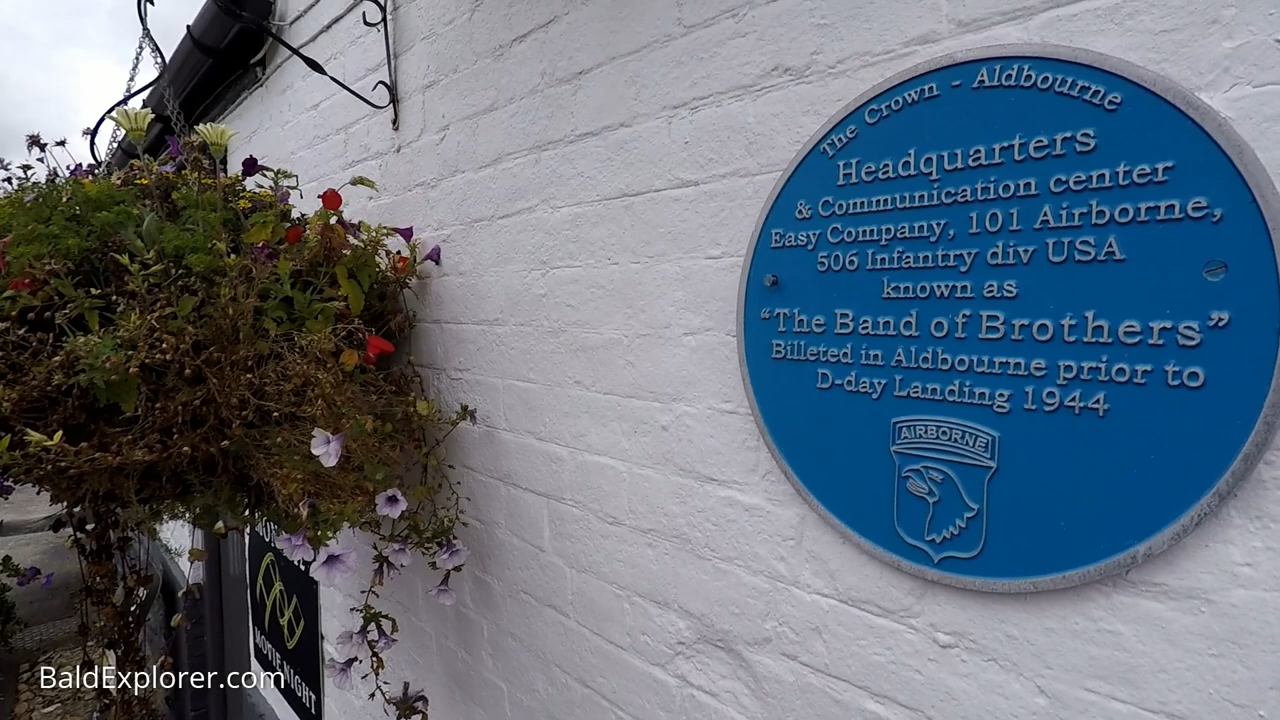 The Crown - Aldbourne
Headquarters
& Communication center
Easy Company, 101 Airborne,
506 Infantry div USA
known as
“The Band of Brothers”
Billeted in Aldbourne prior to
D-day Landing 1944
AIRBORNE
MOVIE NIGHT
BaldExplorer.com